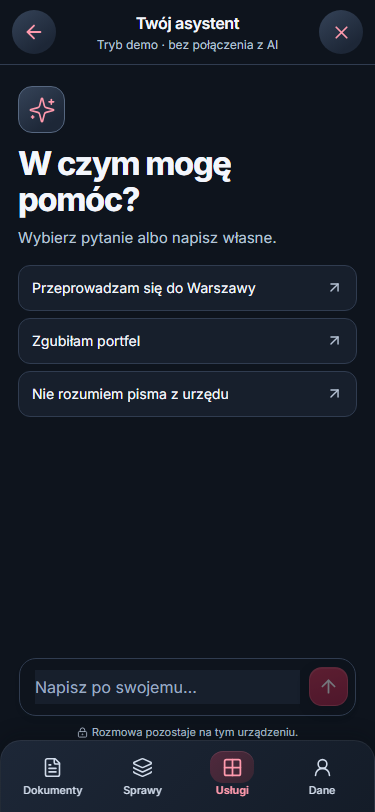 Twój asystent
Tryb demo · bez połączenia z AI
W czym mogę
pomóc?
Wybierz pytanie albo napisz własne.
Przeprowadzam się do Warszawy
Zgubiłam portfel
Nie rozumiem pisma z urzędu
Napisz po swojemu...
Rozmowa pozostaje na tym urządzeniu.
Dokumenty
Sprawy
Usługi
Dane